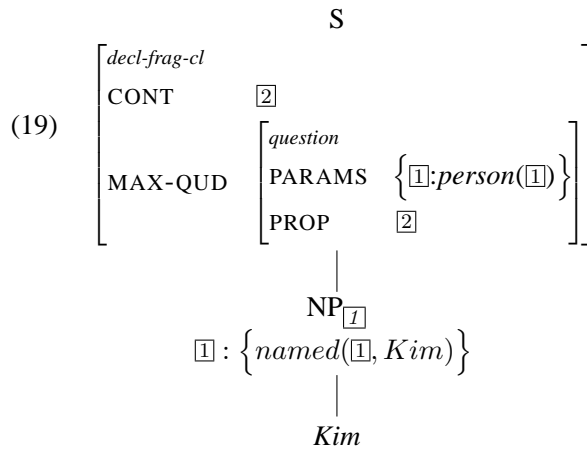 S
decl-frag-cl
CONT 2
(19)
MAX-QUD
question
PARAMS {1:person(1)}
PROP 2
NP1
1 : {named(1, Kim)}
Kim